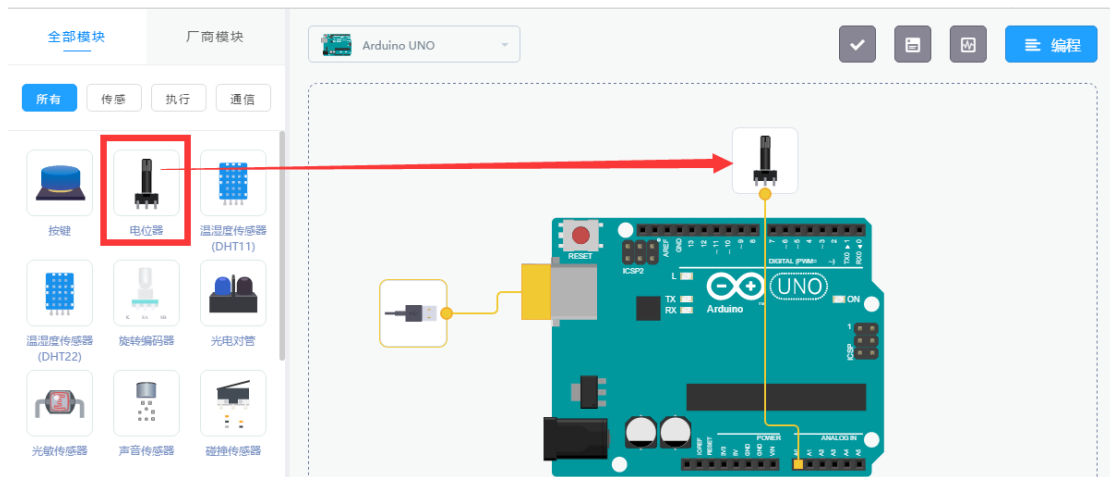 全部模块
厂商模块
所有
传感
执行
通信
按键
电位器
温湿度传感器
(DHT11)
温湿度传感器
(DHT22)
旋转编码器
光电对管
光敏传感器
声音传感器
碰撞传感器
Arduino UNO
编程
RESET
ICSP2
AREF
GND
13
12
~11
~10
~9
8
7
~6
~5
4
~3
2
TX0 ▶ 1
RX0 ◀ 0
DIGITAL (PWM= ~)
L
TX
RX
Arduino
UNO
ON
1
ICSP
POWER
ANALOG IN
IOREF
RESET
3V3
5V
GND
GND
VIN
A0
A1
A2
A3
A4
A5